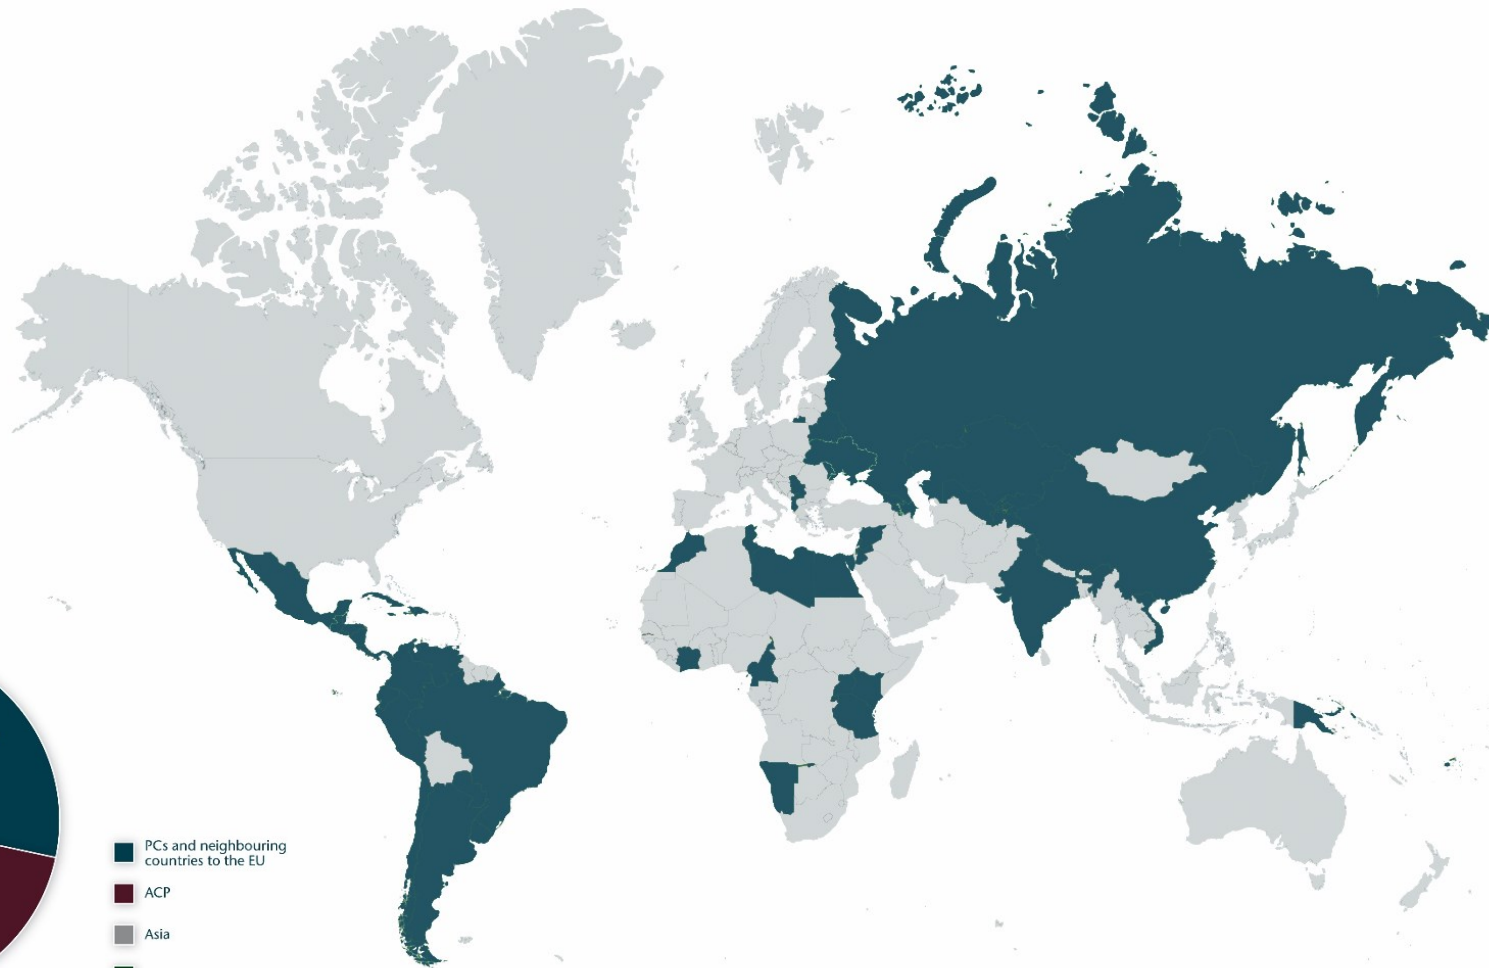 PCs and neighbouring
countries to the EU
ACP
Asia